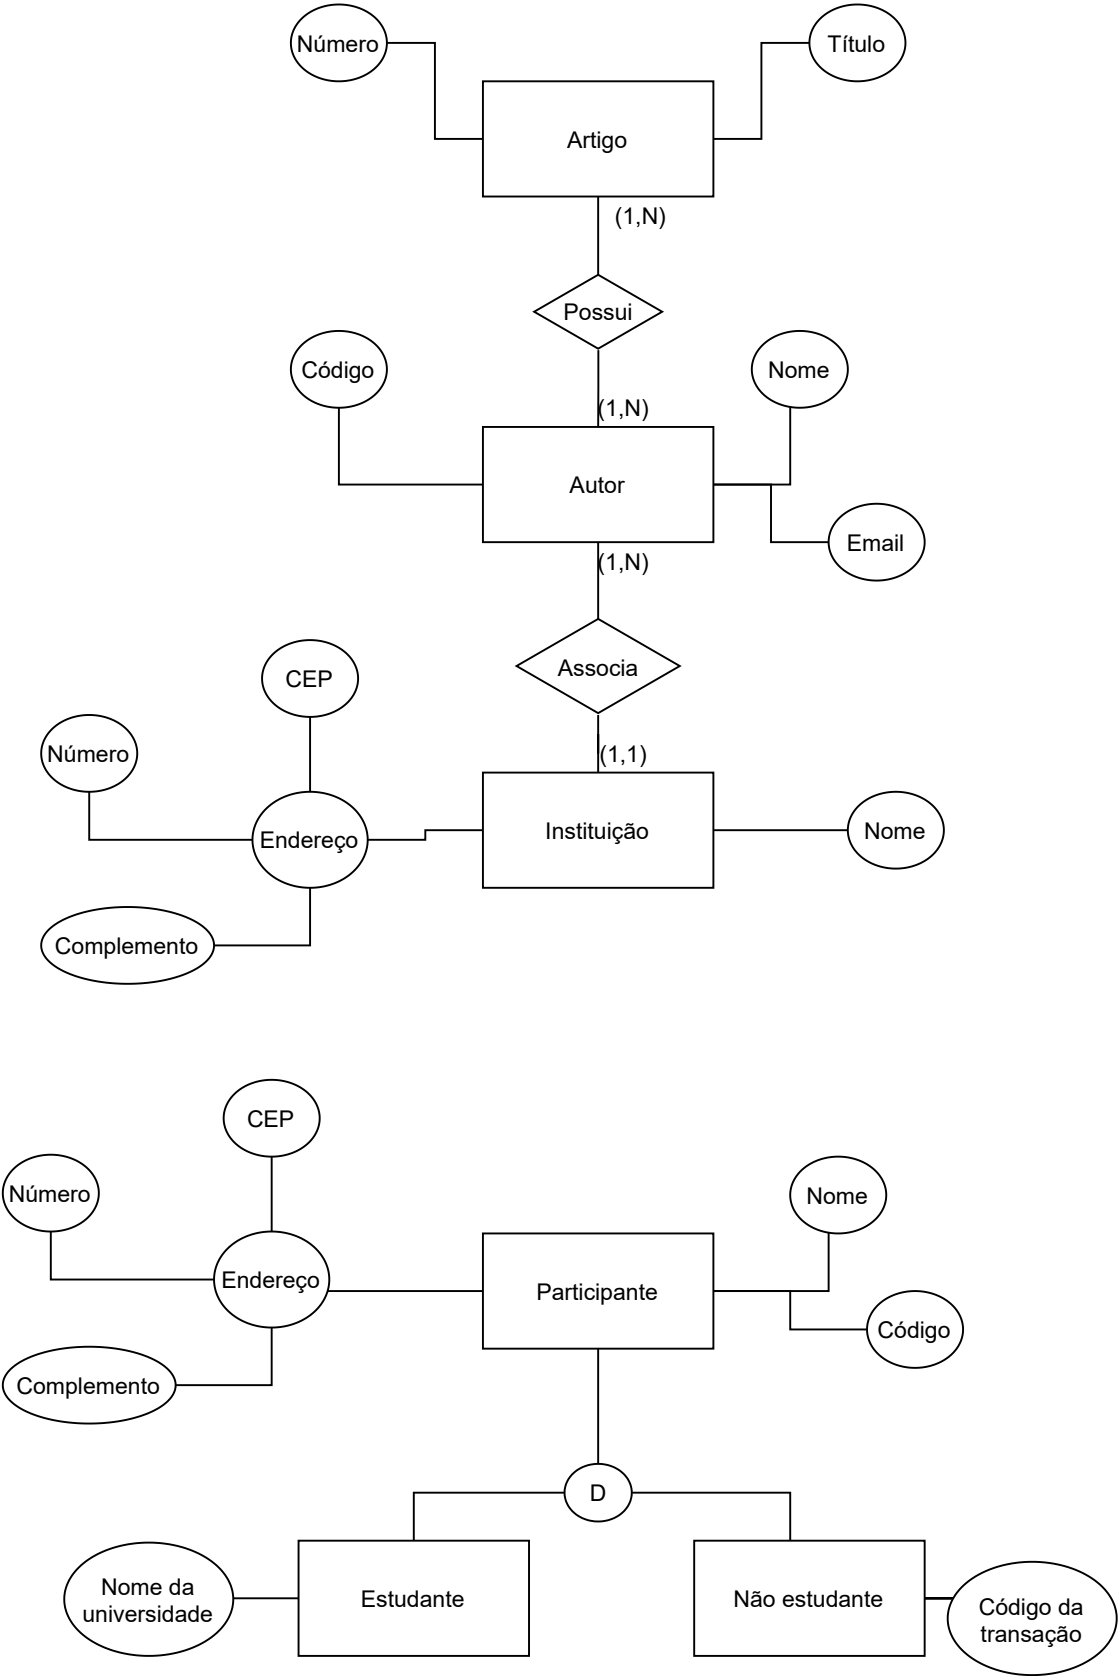 Número
Título
Artigo
(1,N)
Possui
Código
Nome
(1,N)
Autor
Email
(1,N)
Associa
CEP
Número
(1,1)
Endereço
Instituição
Nome
Complemento
CEP
Número
Nome
Endereço
Participante
Código
Complemento
D
Nome da
universidade
Estudante
Não estudante
Código da
transação